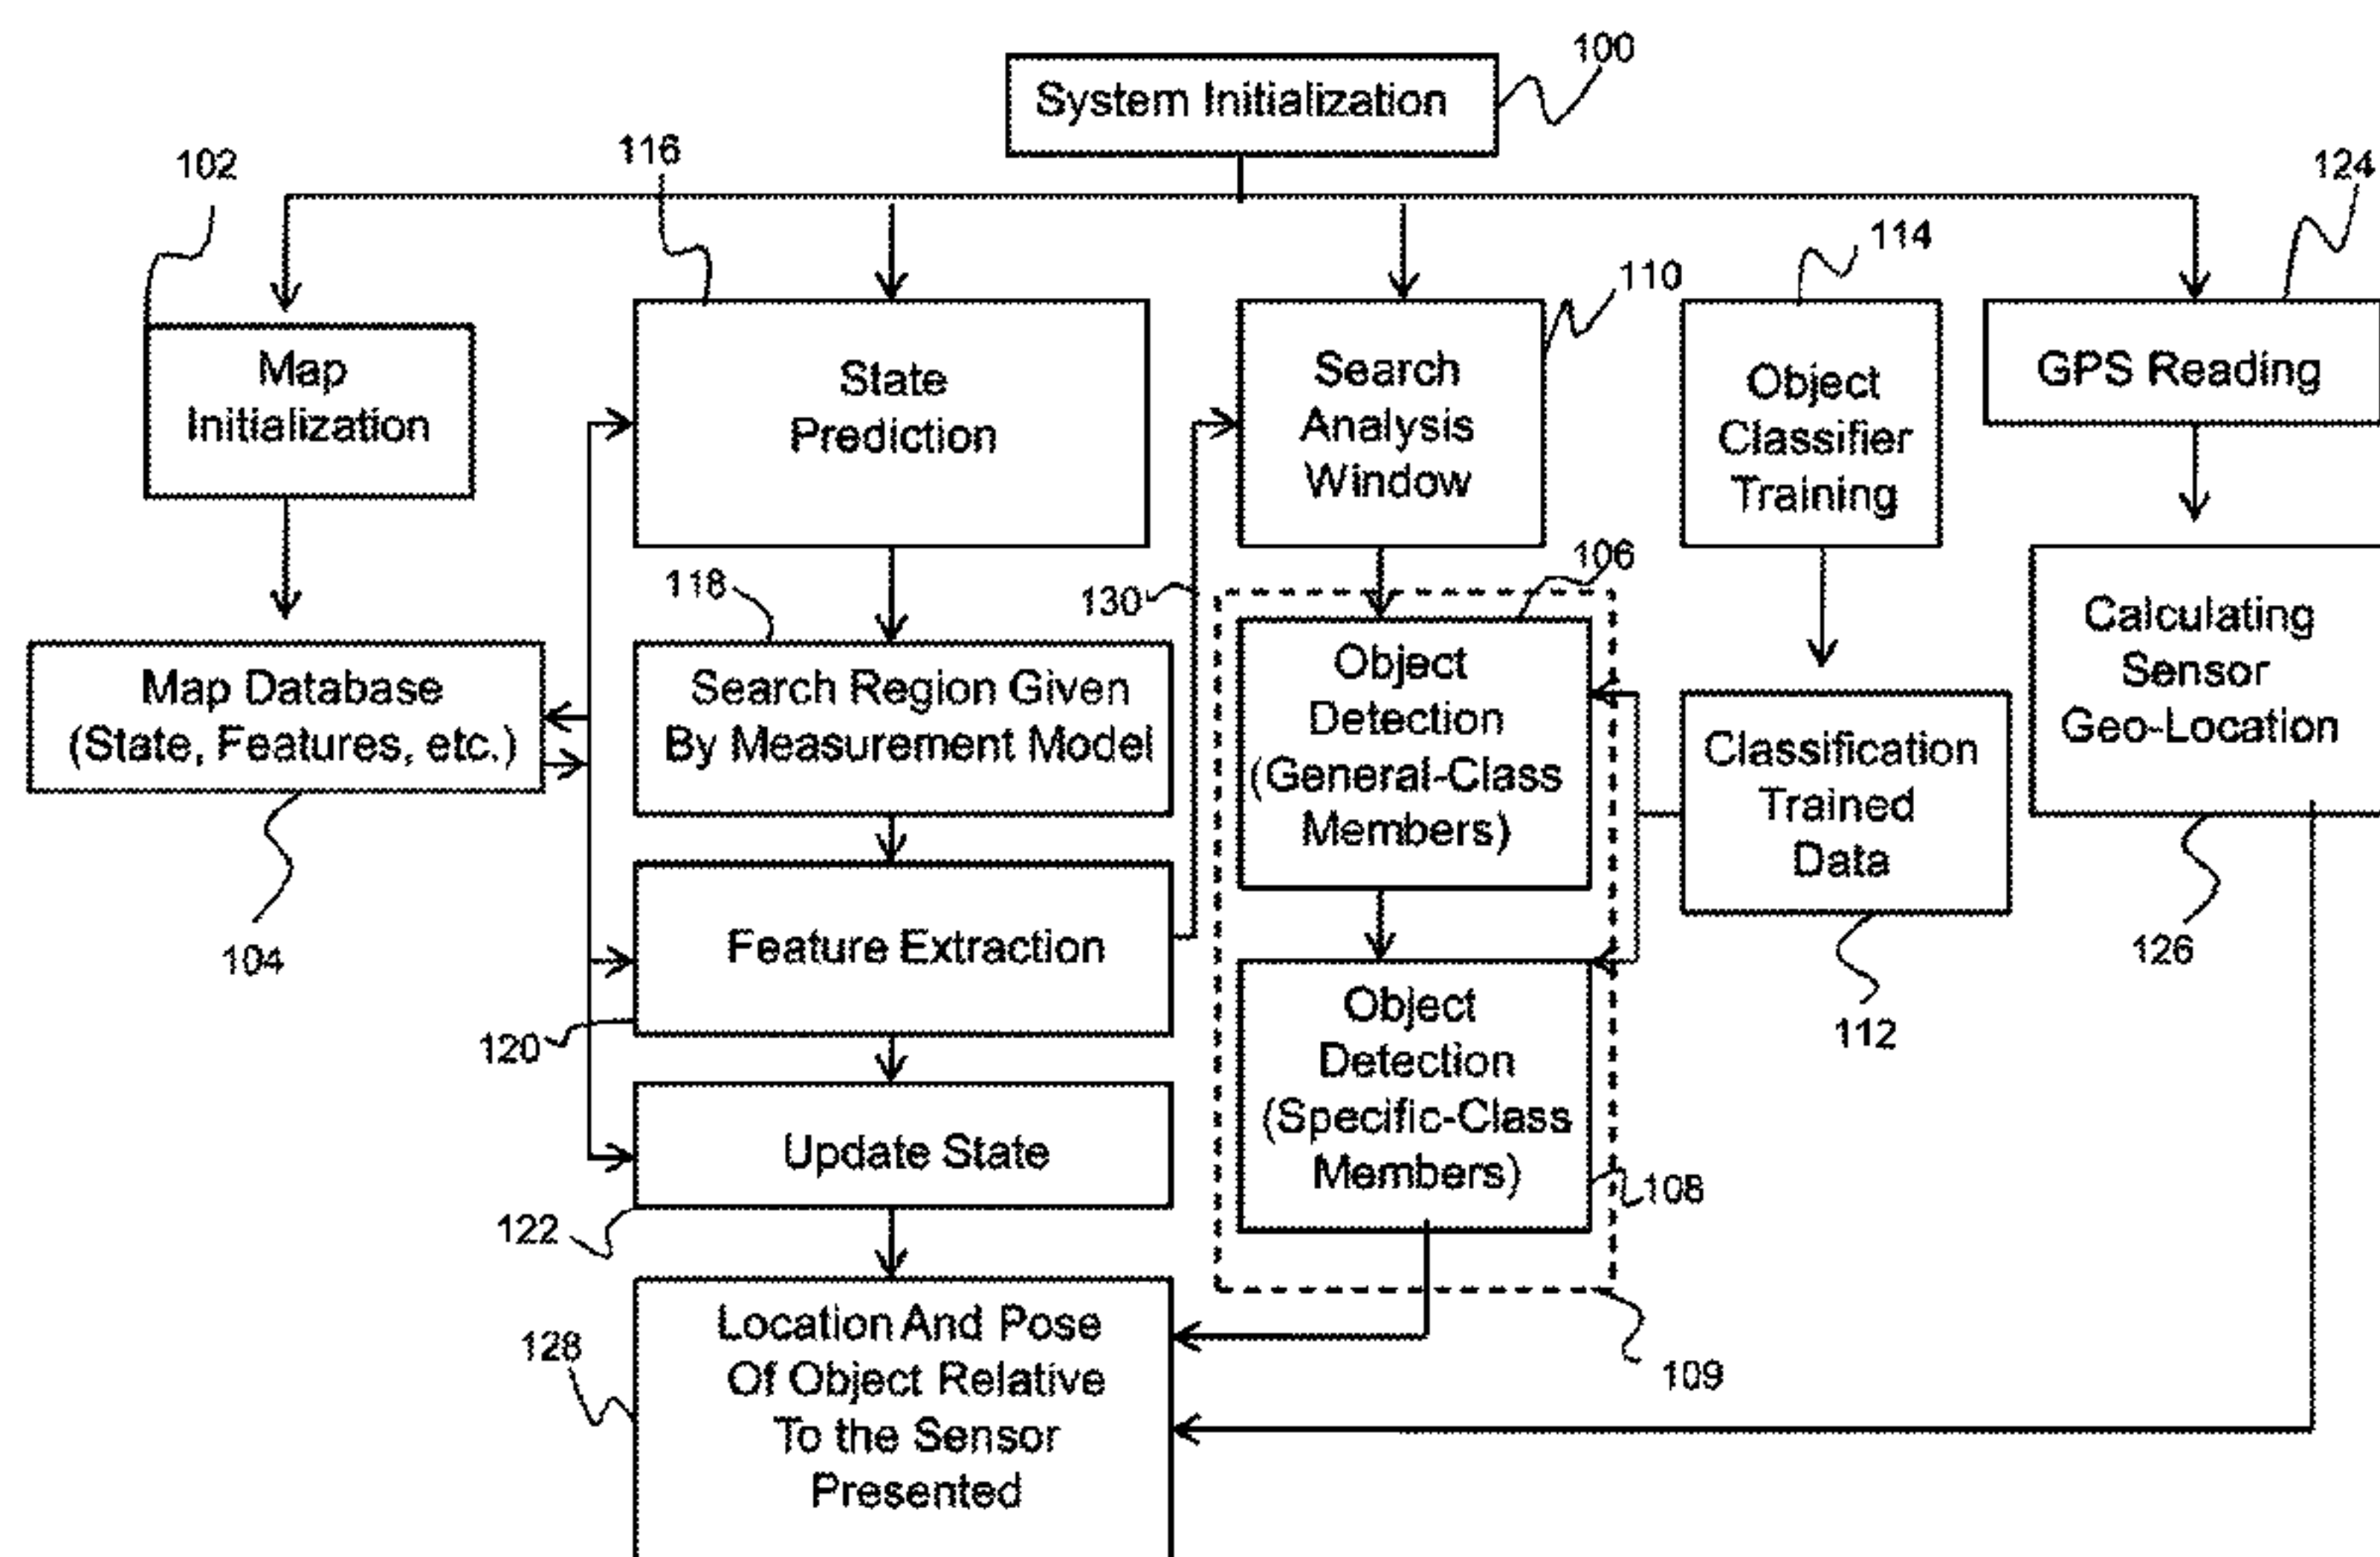 100
System Initialization
102
116
124
114
110
Map
Initialization
State
Prediction
Search
Analysis
Window
Object
Classifier
Training
GPS Reading
118
130
106
Map Database
(State, Features, etc.)
Search Region Given
By Measurement Model
Object
Detection
(General-Class
Members)
Classification
Trained
Data
Calculating
Sensor
Geo-Location
104
Feature Extraction
120
Object
Detection
(Specific-Class
Members)
112
126
Update State
122
108
109
128
Location And Pose
Of Object Relative
To the Sensor
Presented